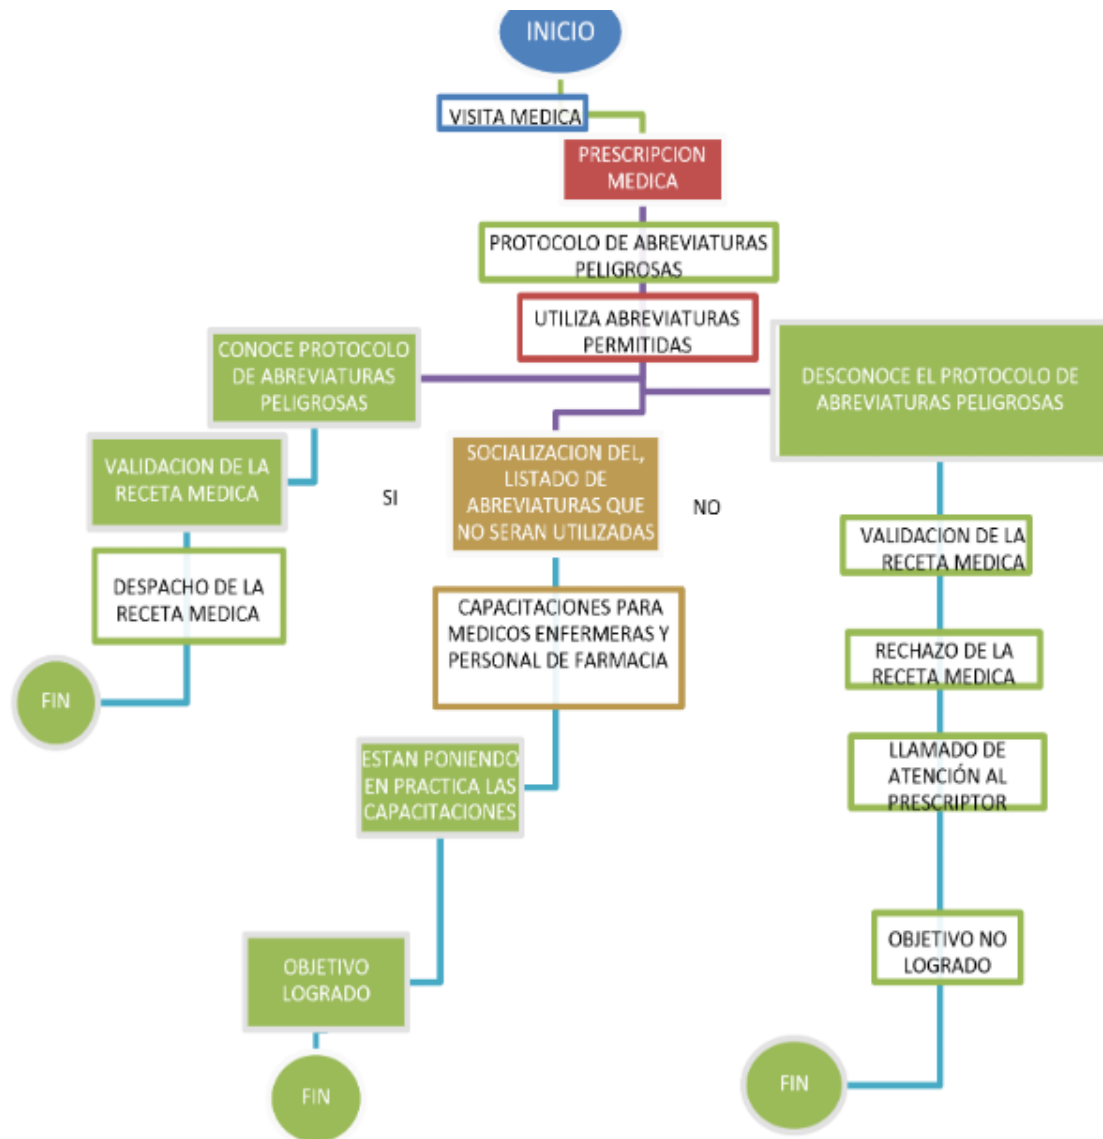 INICIO
VISITA MEDICA
PRESCRIPCION
MEDICA
PROTOCOLO DE ABREVIATURAS
PELIGROSAS
UTILIZA ABREVIATURAS
PERMITIDAS
CONOCE PROTOCOLO
DE ABREVIATURAS
PELIGROSAS
DESCONOCE EL PROTOCOLO DE
ABREVIATURAS PELIGROSAS
VALIDACION DE LA
RECETA MEDICA
SI
SOCIALIZACION DEL,
LISTADO DE
ABREVIATURAS QUE
NO SERAN UTILIZADAS
NO
VALIDACION DE LA
RECETA MEDICA
DESPACHO DE LA
RECETA MEDICA
CAPACITACIONES PARA
MEDICOS ENFERMERAS Y
PERSONAL DE FARMACIA
RECHAZO DE LA
RECETA MEDICA
FIN
LLAMADO DE
ATENCIÓN AL
PRESCRIPTOR
ESTAN PONIENDO
EN PRACTICA LAS
CAPACITACIONES
OBJETIVO NO
LOGRADO
OBJETIVO
LOGRADO
FIN
FIN